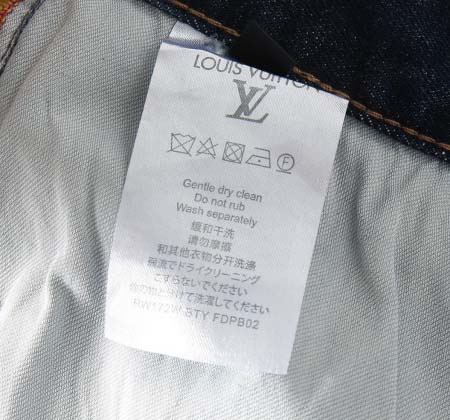 LOUIS VUITTON
LV
Gentle dry clean
Do not rub
Wash separately
緩和干洗
请勿摩擦
和其他衣物分开洗涤
弱流でドライクリーニング
こすらないでください
他の物と分けて洗濯してください
RW172W STY FDPB02